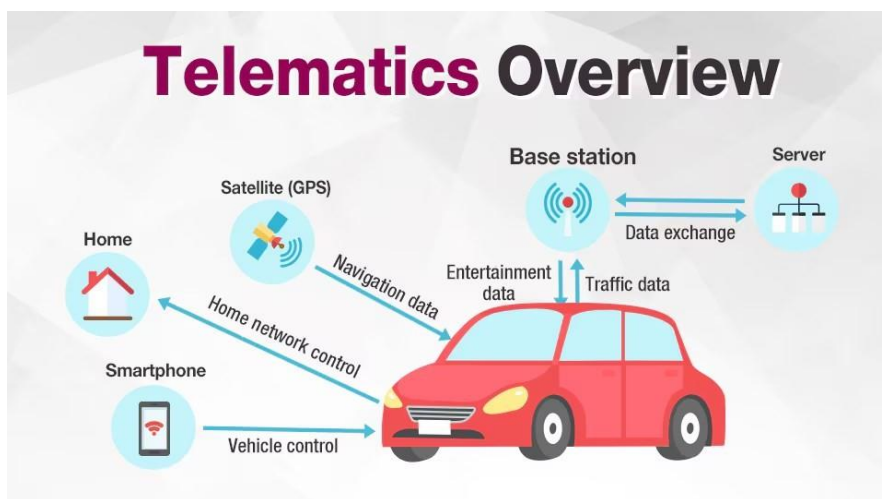 Telematics Overview
Base station
Server
Satellite (GPS)
Data exchange
Home
Navigation data
Entertainment
data
Traffic data
Home network control
Smartphone
Vehicle control